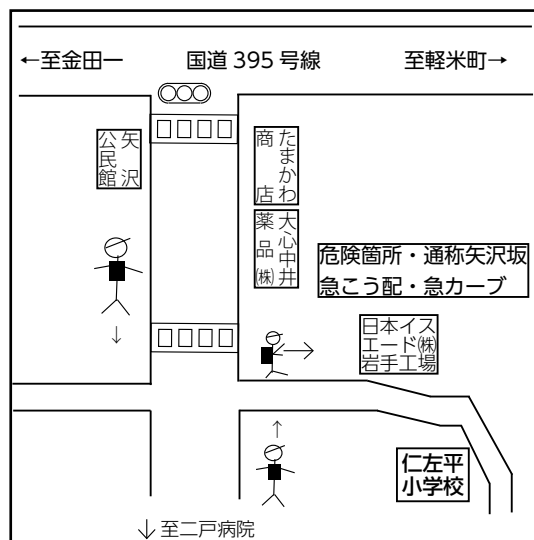 ←至金田一
国道 395 号線
至軽米町→
矢沢
公民館
たまかわ
商店
大心中井
薬品㈱
危険箇所・通称矢沢坂
急こう配・急カーブ
日本イス
エード㈱
岩手工場
仁左平
小学校
↓至二戸病院